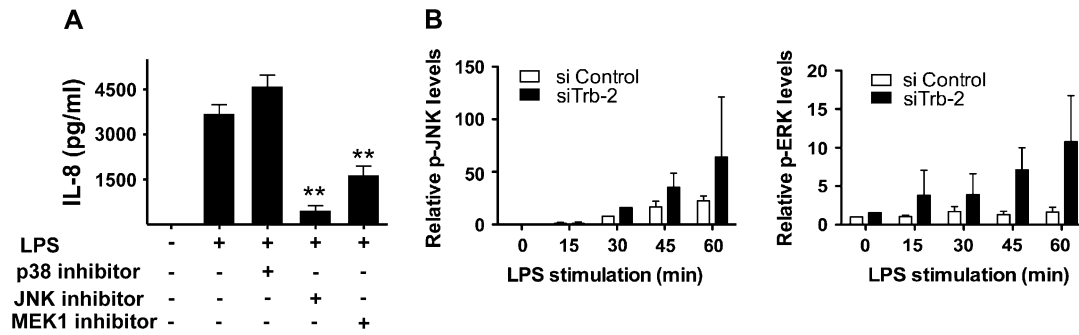 A
IL-8 (pg/ml)
4500
3000
1500
**
**
LPS - + + + +
p38 inhibitor - - + - -
JNK inhibitor - - - + -
MEK1 inhibitor - - - - +
B
Relative p-JNK levels
150
100
50
0
si Control
siTrb-2
0 15 30 45 60
LPS stimulation (min)
Relative p-ERK levels
20
15
10
5
0
si Control
siTrb-2
0 15 30 45 60
LPS stimulation (min)